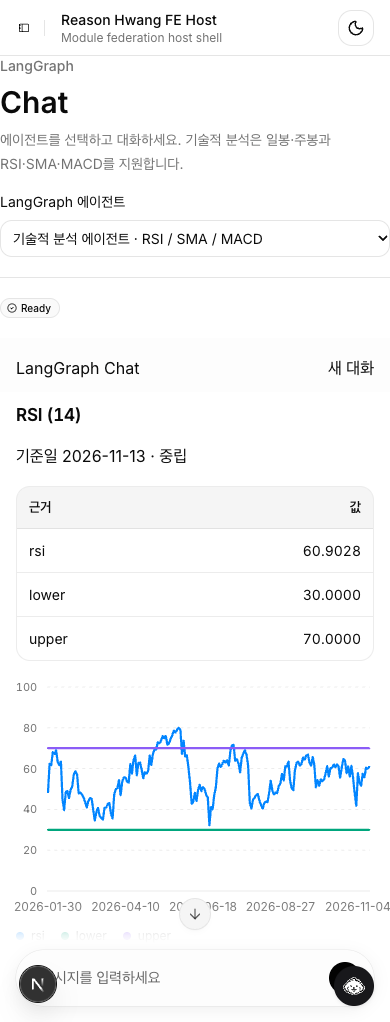 Reason Hwang FE Host
Module federation host shell
LangGraph
Chat
에이전트를 선택하고 대화하세요. 기술적 분석은 일봉·주봉과
RSI·SMA·MACD를 지원합니다.
LangGraph 에이전트
기술적 분석 에이전트 · RSI / SMA / MACD
Ready
LangGraph Chat 새 대화
RSI (14)
기준일 2026-11-13 · 중립
근거 값
rsi 60.9028
lower 30.0000
upper 70.0000
100
80
60
40
20
0
2026-01-30 2026-04-10 06-18 2026-08-27 2026-11-04
rsi lower upper
N
시지를 입력하세요